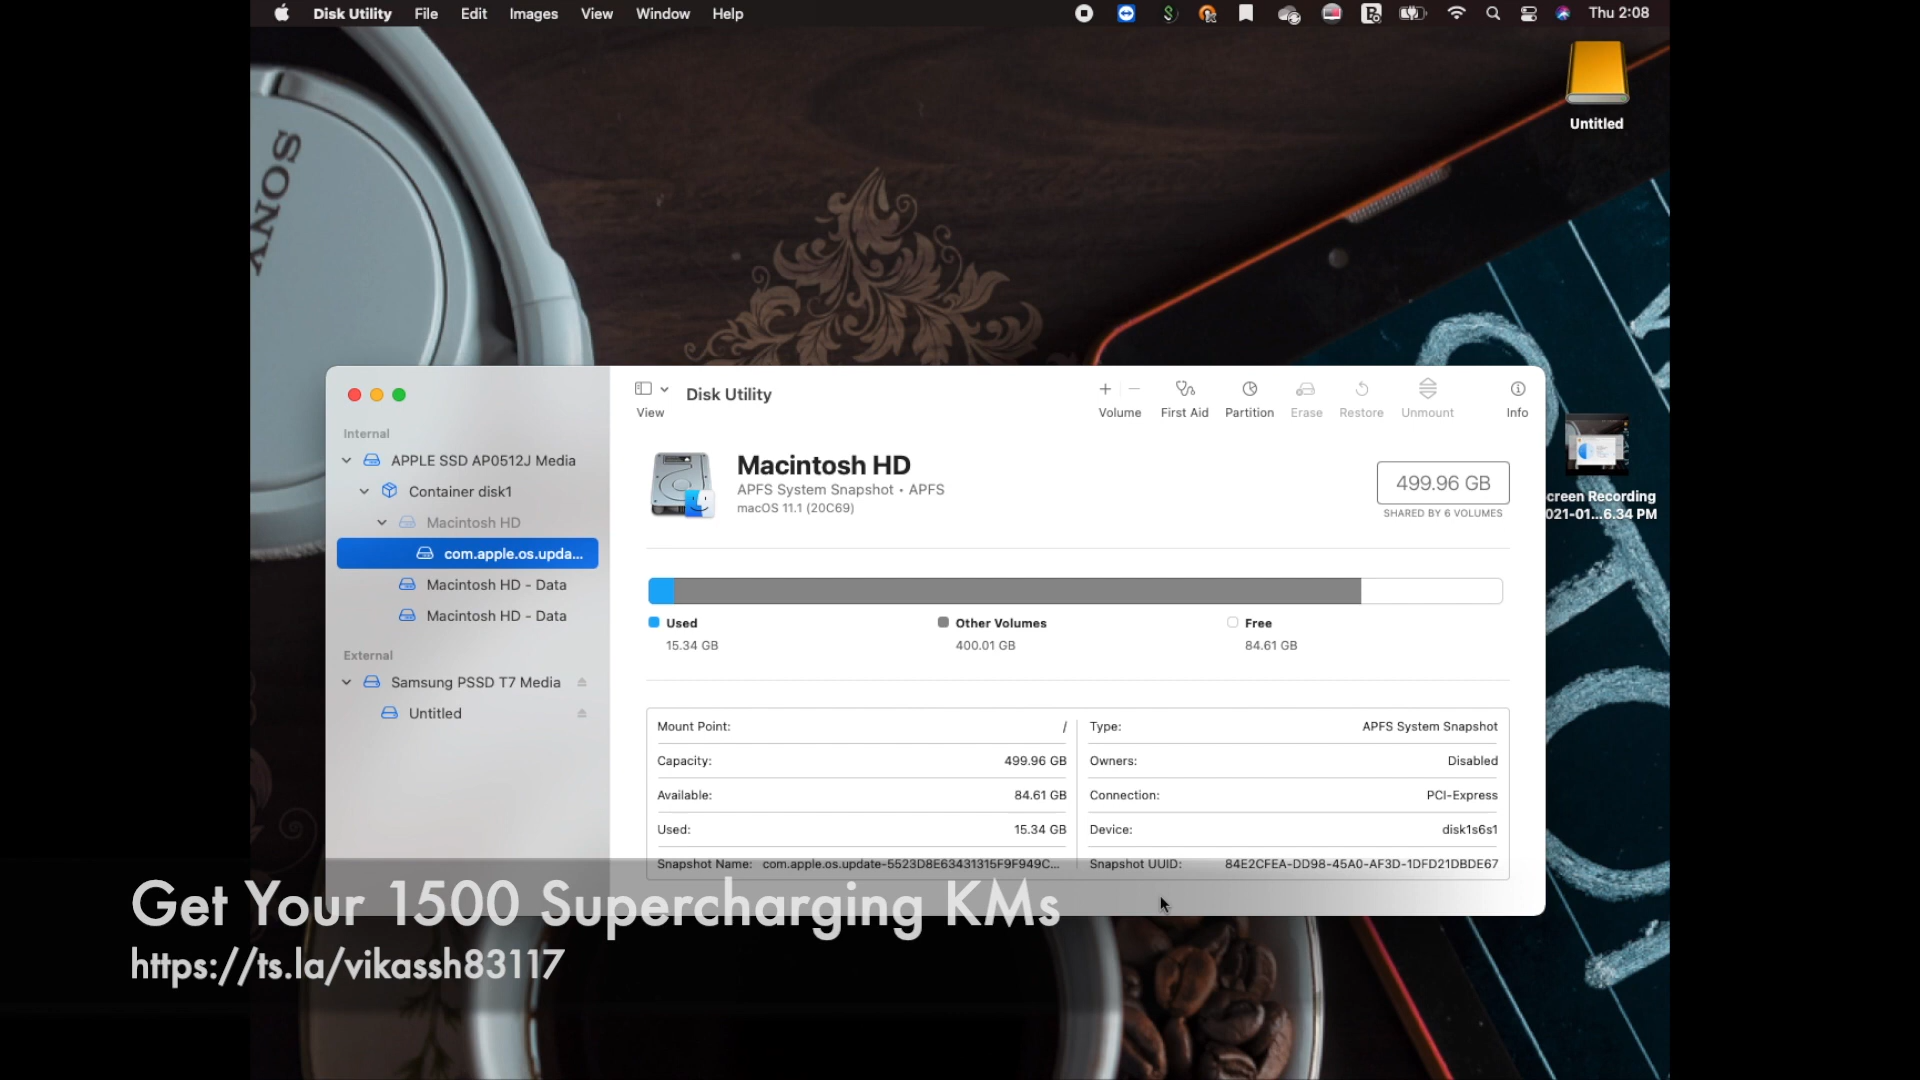 Disk Utility File Edit Images View Window Help Thu 2:08
SONY
Untitled
View
Disk Utility
Volume First Aid Partition Erase Restore Unmount Info
Internal
APPLE SSD AP0512J Media
Container disk1
Macintosh HD
com.apple.os.upda...
Macintosh HD - Data
Macintosh HD - Data
External
Samsung PSSD T7 Media
Untitled
Macintosh HD
APFS System Snapshot • APFS
macOS 11.1 (20C69)
499.96 GB
SHARED BY 6 VOLUMES
creen Recording
021-01...6.34 PM
Used
15.34 GB
Other Volumes
400.01 GB
Free
84.61 GB
Mount Point: /
Capacity: 499.96 GB
Available: 84.61 GB
Used: 15.34 GB
Snapshot Name: com.apple.os.update-5523D8E63431315F9F949C...
Type: APFS System Snapshot
Owners: Disabled
Connection: PCI-Express
Device: disk1s6s1
Snapshot UUID: 84E2CFEA-DD98-45A0-AF3D-1DFD21DBDE67
Get Your 1500 Supercharging KMs
https://ts.la/vikassh83117